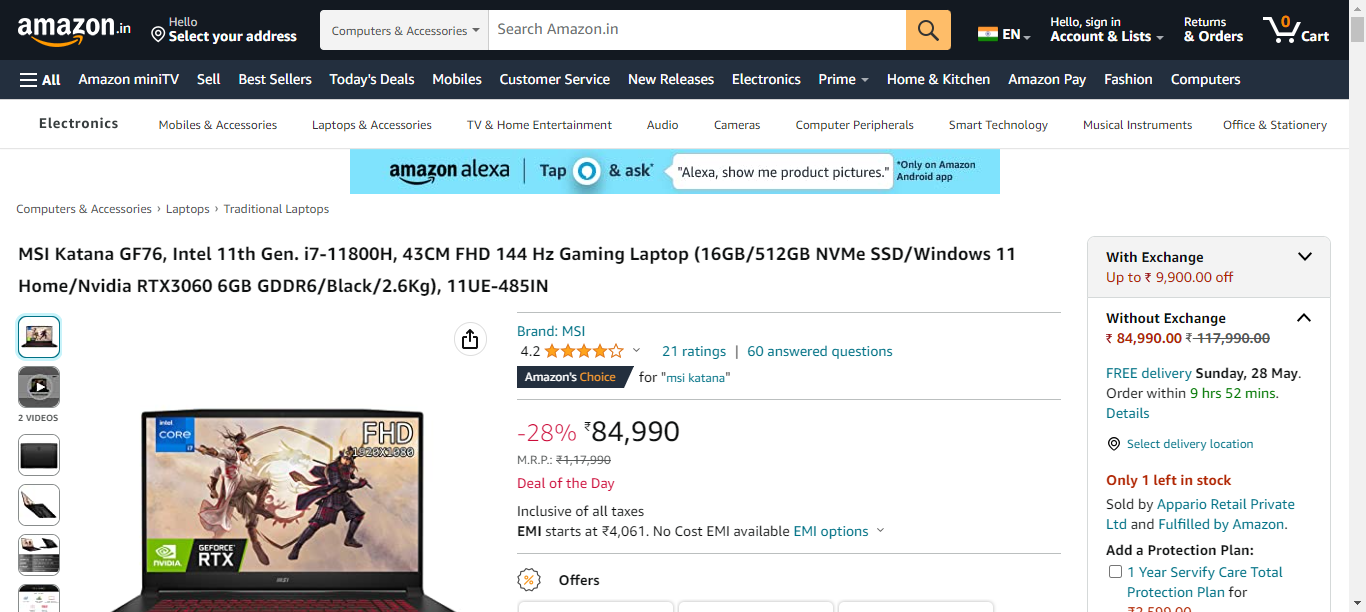 amazon.in
Hello
Select your address
Computers & Accessories
Search Amazon.in
EN
Hello, sign in
Account & Lists
Returns
& Orders
0
Cart
All
Amazon miniTV
Sell
Best Sellers
Today's Deals
Mobiles
Customer Service
New Releases
Electronics
Prime
Home & Kitchen
Amazon Pay
Fashion
Computers
Electronics
Mobiles & Accessories
Laptops & Accessories
TV & Home Entertainment
Audio
Cameras
Computer Peripherals
Smart Technology
Musical Instruments
Office & Stationery
amazon alexa
Tap & ask*
"Alexa, show me product pictures."
*Only on Amazon
Android app
Computers & Accessories › Laptops › Traditional Laptops
MSI Katana GF76, Intel 11th Gen. i7-11800H, 43CM FHD 144 Hz Gaming Laptop (16GB/512GB NVMe SSD/Windows 11
Home/Nvidia RTX3060 6GB GDDR6/Black/2.6Kg), 11UE-485IN
2 VIDEOS
intel
CORE
i7
FHD
1920X1080
NVIDIA.
GEFORCE
RTX
msi
Brand: MSI
4.2
21 ratings | 60 answered questions
Amazon's Choice for "msi katana"
-28% ₹84,990
M.R.P.: ₹1,17,990
Deal of the Day
Inclusive of all taxes
EMI starts at ₹4,061. No Cost EMI available EMI options
Offers
With Exchange
Up to ₹ 9,900.00 off
Without Exchange
₹ 84,990.00 ₹ 117,990.00
FREE delivery Sunday, 28 May.
Order within 9 hrs 52 mins.
Details
Select delivery location
Only 1 left in stock
Sold by Appario Retail Private
Ltd and Fulfilled by Amazon.
Add a Protection Plan:
1 Year Servify Care Total
Protection Plan for
₹2,599.00